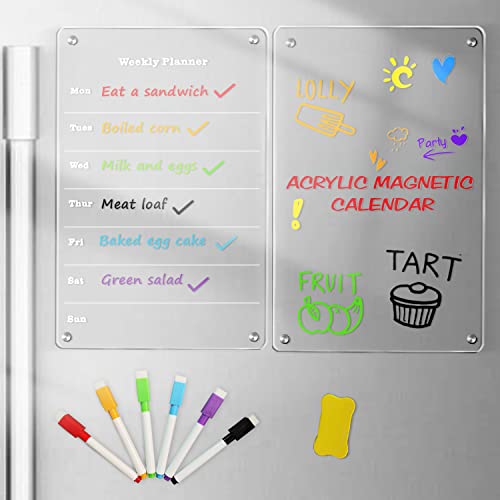 Weekly Planner
Mon Eat a sandwich
Tues Boiled corn
Wed Milk and eggs
Thur Meat loaf
Fri Baked egg cake
Sat Green salad
Sun
LOLLY
Party
ACRYLIC MAGNETIC
CALENDAR
!
FRUIT
TART